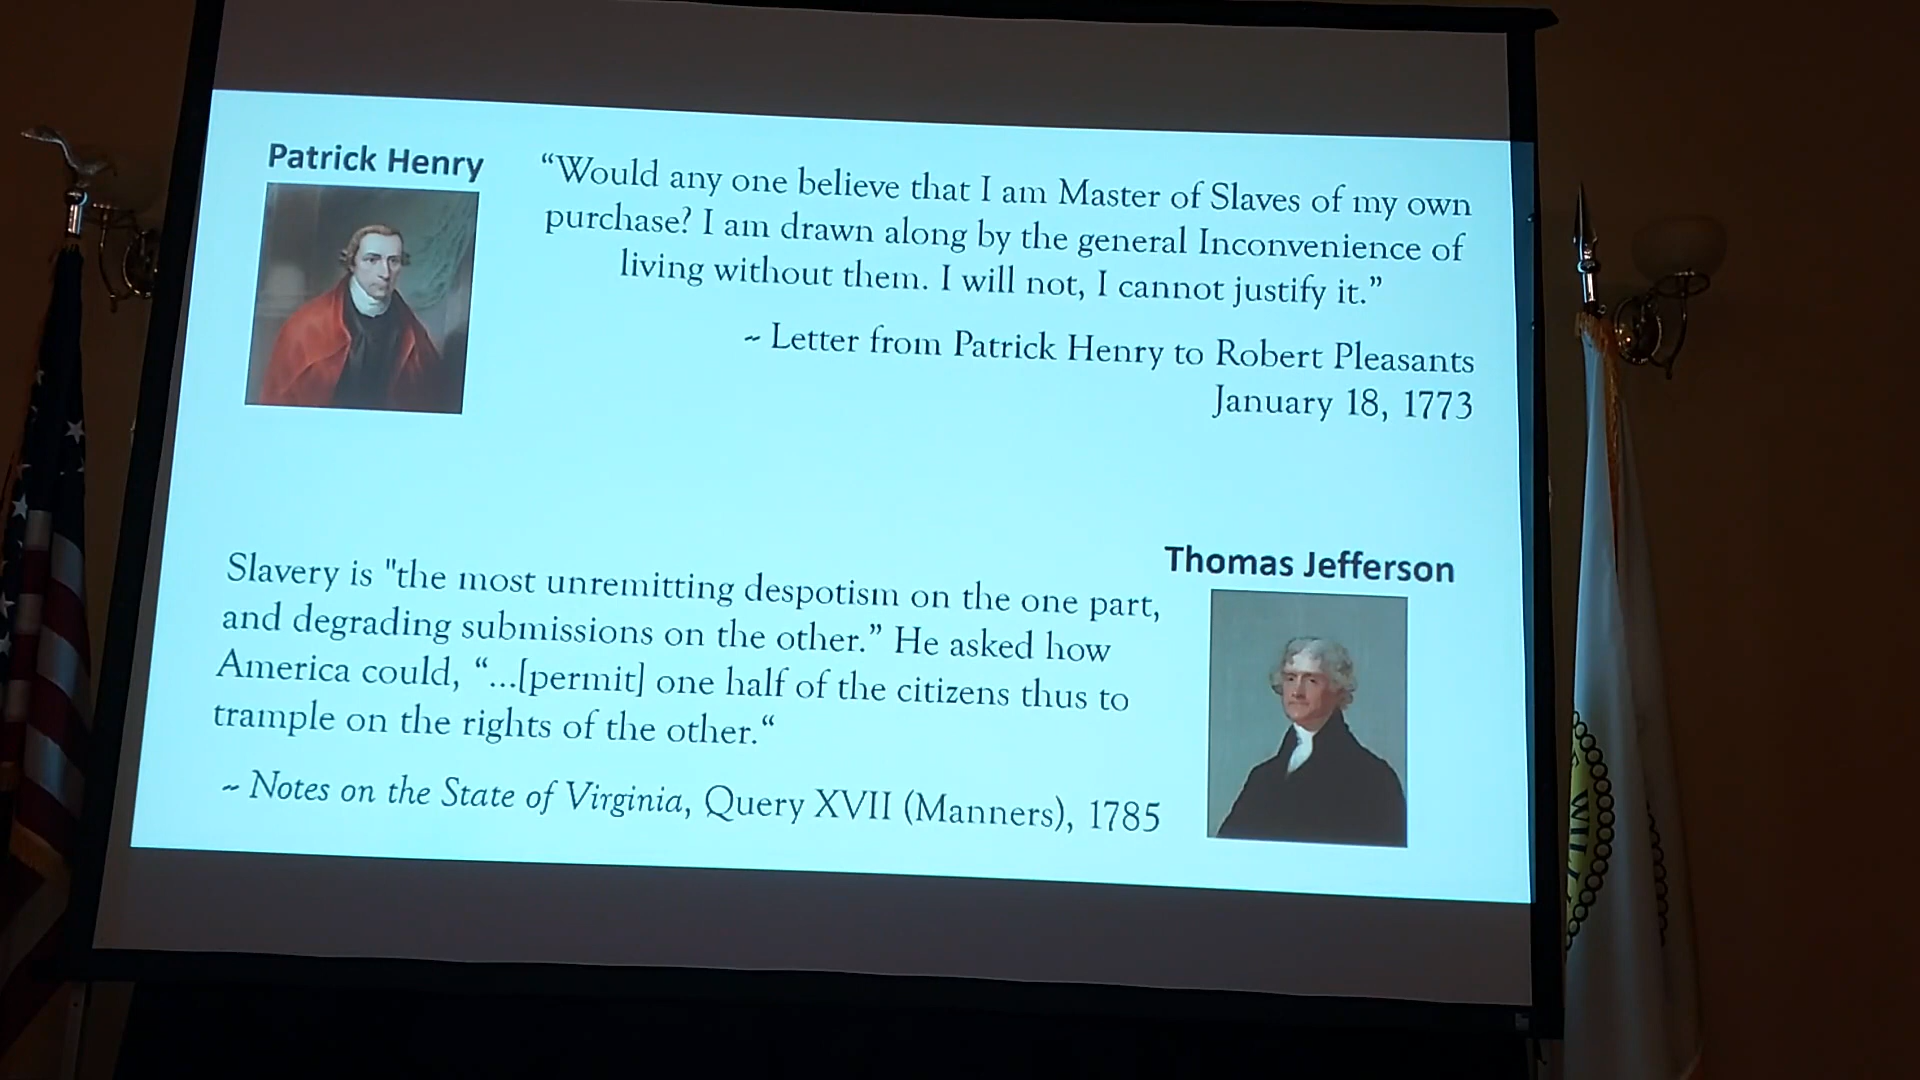 Patrick Henry
“Would any one believe that I am Master of Slaves of my own
purchase? I am drawn along by the general Inconvenience of
living without them. I will not, I cannot justify it.”
~ Letter from Patrick Henry to Robert Pleasants
January 18, 1773
Thomas Jefferson
Slavery is "the most unremitting despotism on the one part,
and degrading submissions on the other.” He asked how
America could, “...[permit] one half of the citizens thus to
trample on the rights of the other.“
~ Notes on the State of Virginia, Query XVII (Manners), 1785